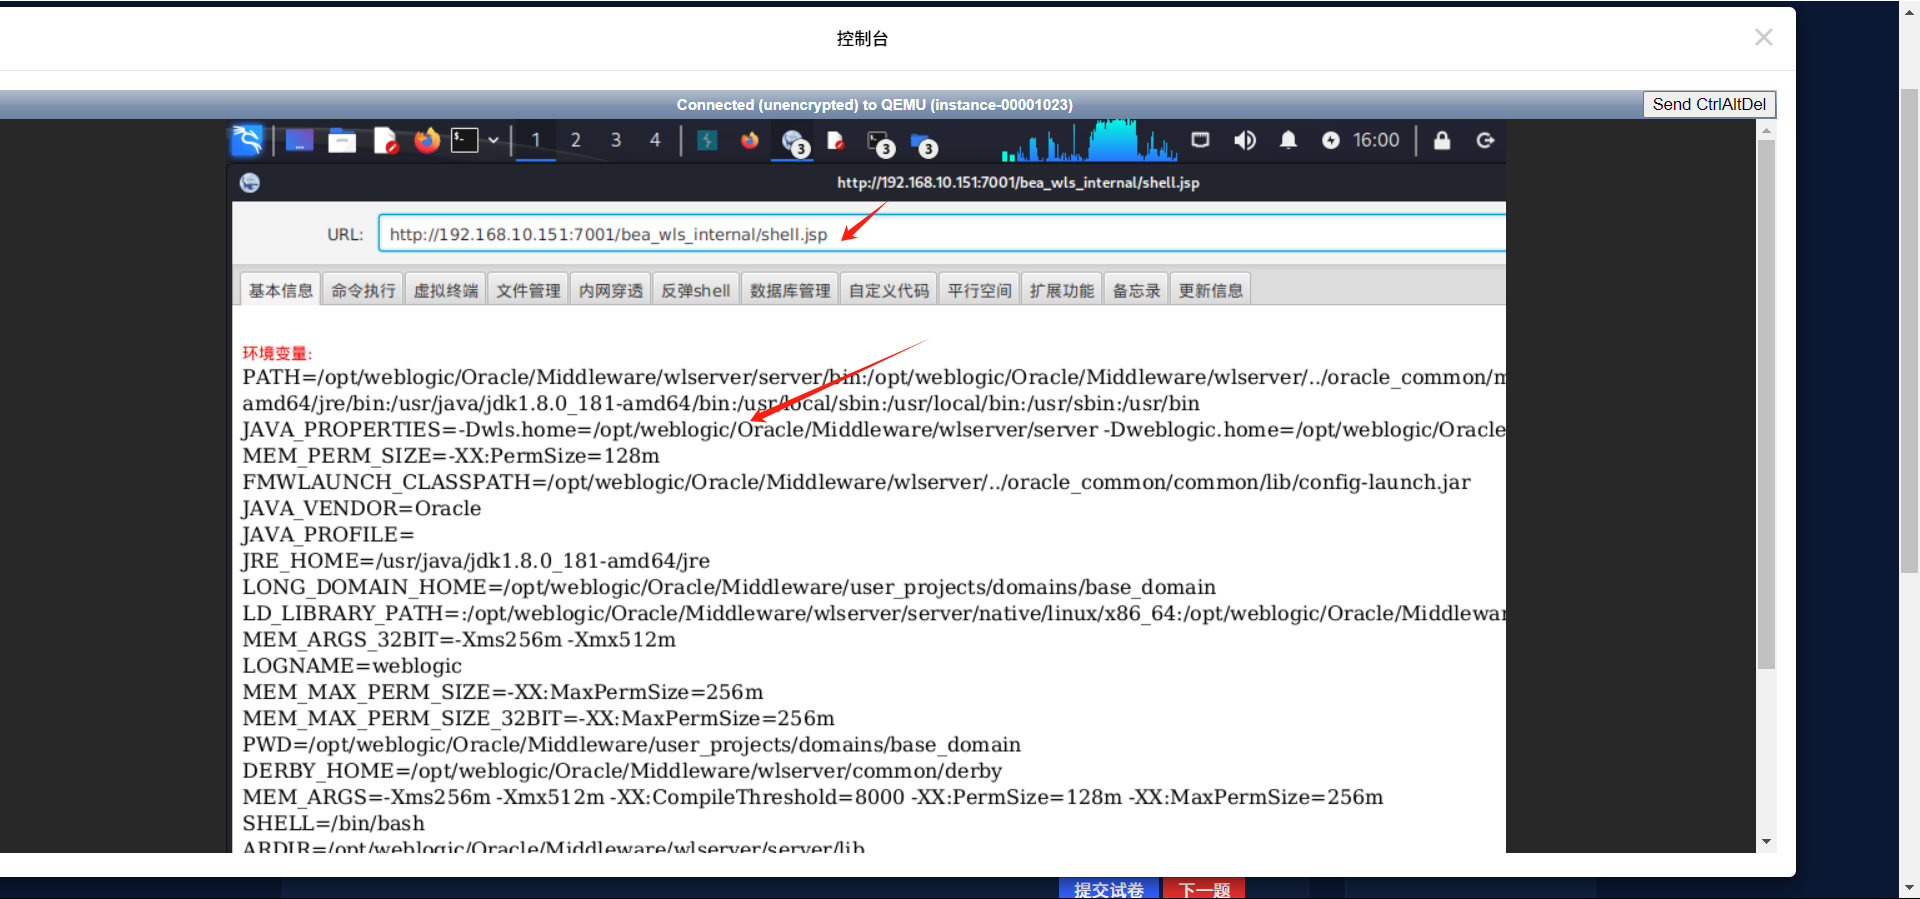 控制台
Connected (unencrypted) to QEMU (instance-00001023)
Send CtrlAltDel
1 2 3 4
3 3 3
16:00
http://192.168.10.151:7001/bea_wls_internal/shell.jsp
URL: http://192.168.10.151:7001/bea_wls_internal/shell.jsp
基本信息 命令执行 虚拟终端 文件管理 内网穿透 反弹shell 数据库管理 自定义代码 平行空间 扩展功能 备忘录 更新信息
环境变量:
PATH=/opt/weblogic/Oracle/Middleware/wlserver/server/bin:/opt/weblogic/Oracle/Middleware/wlserver/../oracle_common/m
amd64/jre/bin:/usr/java/jdk1.8.0_181-amd64/bin:/usr/local/sbin:/usr/local/bin:/usr/sbin:/usr/bin
JAVA_PROPERTIES=-Dwls.home=/opt/weblogic/Oracle/Middleware/wlserver/server -Dweblogic.home=/opt/weblogic/Oracle
MEM_PERM_SIZE=-XX:PermSize=128m
FMWLAUNCH_CLASSPATH=/opt/weblogic/Oracle/Middleware/wlserver/../oracle_common/common/lib/config-launch.jar
JAVA_VENDOR=Oracle
JAVA_PROFILE=
JRE_HOME=/usr/java/jdk1.8.0_181-amd64/jre
LONG_DOMAIN_HOME=/opt/weblogic/Oracle/Middleware/user_projects/domains/base_domain
LD_LIBRARY_PATH=:/opt/weblogic/Oracle/Middleware/wlserver/server/native/linux/x86_64:/opt/weblogic/Oracle/Middlewar
MEM_ARGS_32BIT=-Xms256m -Xmx512m
LOGNAME=weblogic
MEM_MAX_PERM_SIZE=-XX:MaxPermSize=256m
MEM_MAX_PERM_SIZE_32BIT=-XX:MaxPermSize=256m
PWD=/opt/weblogic/Oracle/Middleware/user_projects/domains/base_domain
DERBY_HOME=/opt/weblogic/Oracle/Middleware/wlserver/common/derby
MEM_ARGS=-Xms256m -Xmx512m -XX:CompileThreshold=8000 -XX:PermSize=128m -XX:MaxPermSize=256m
SHELL=/bin/bash
ARDIR=/opt/weblogic/Oracle/Middleware/wlserver/server/lib
提交试卷 下一题